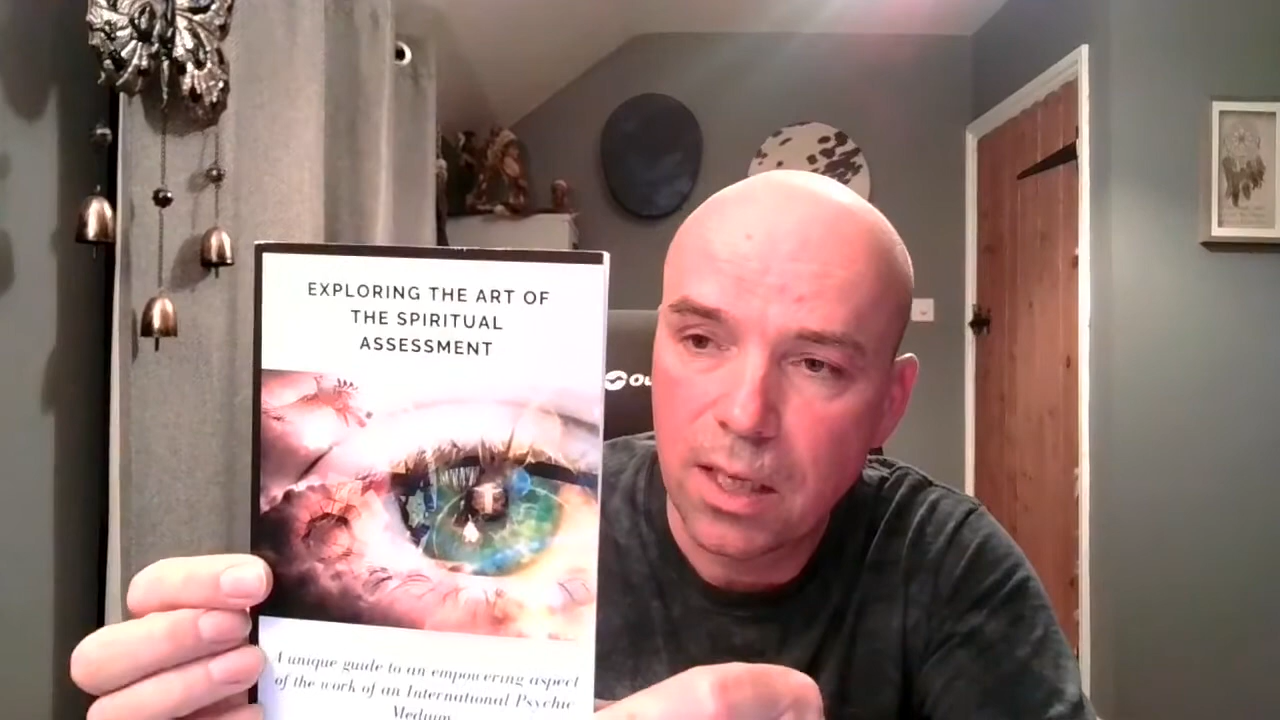 EXPLORING THE ART OF
THE SPIRITUAL
ASSESSMENT
A unique guide to an empowering aspect
of the work of an International Psychic
Medium